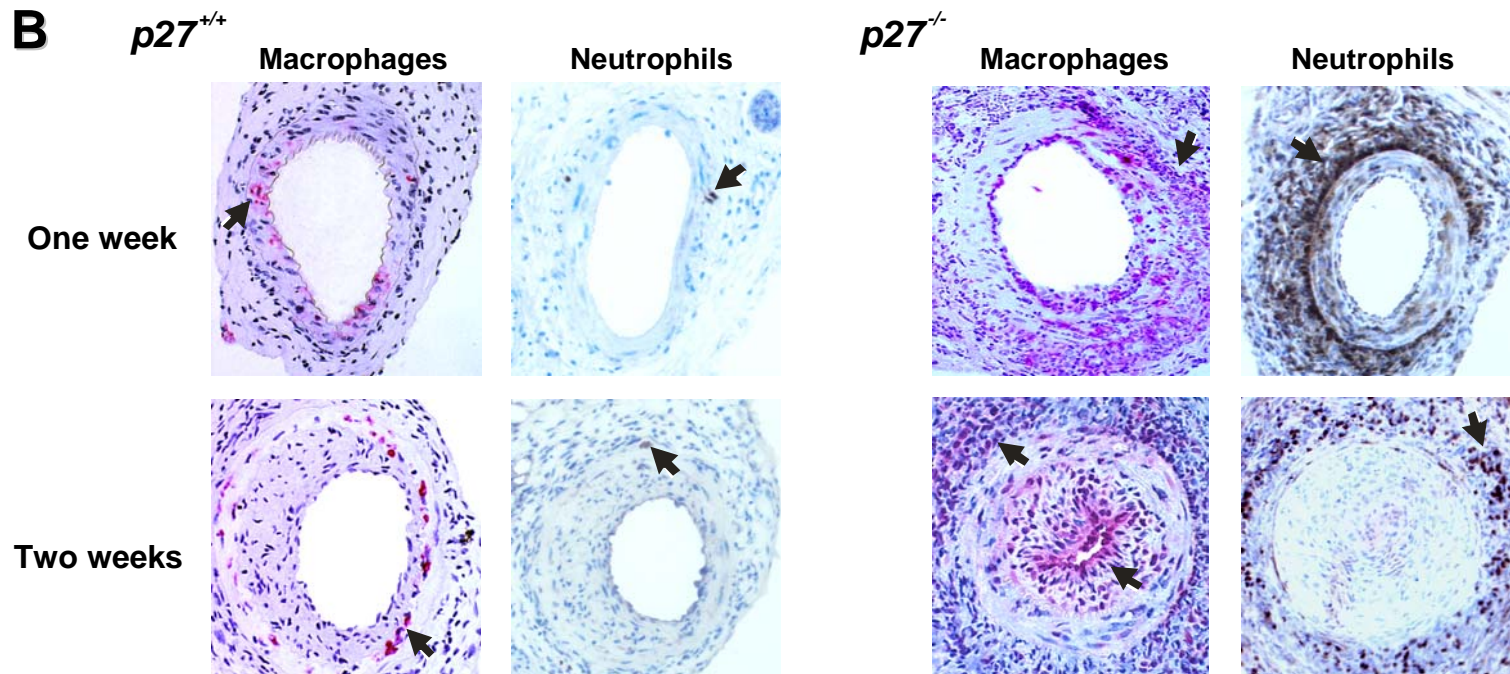 B
p27+/+
p27-/-
Macrophages Neutrophils Macrophages Neutrophils
One week
Two weeks